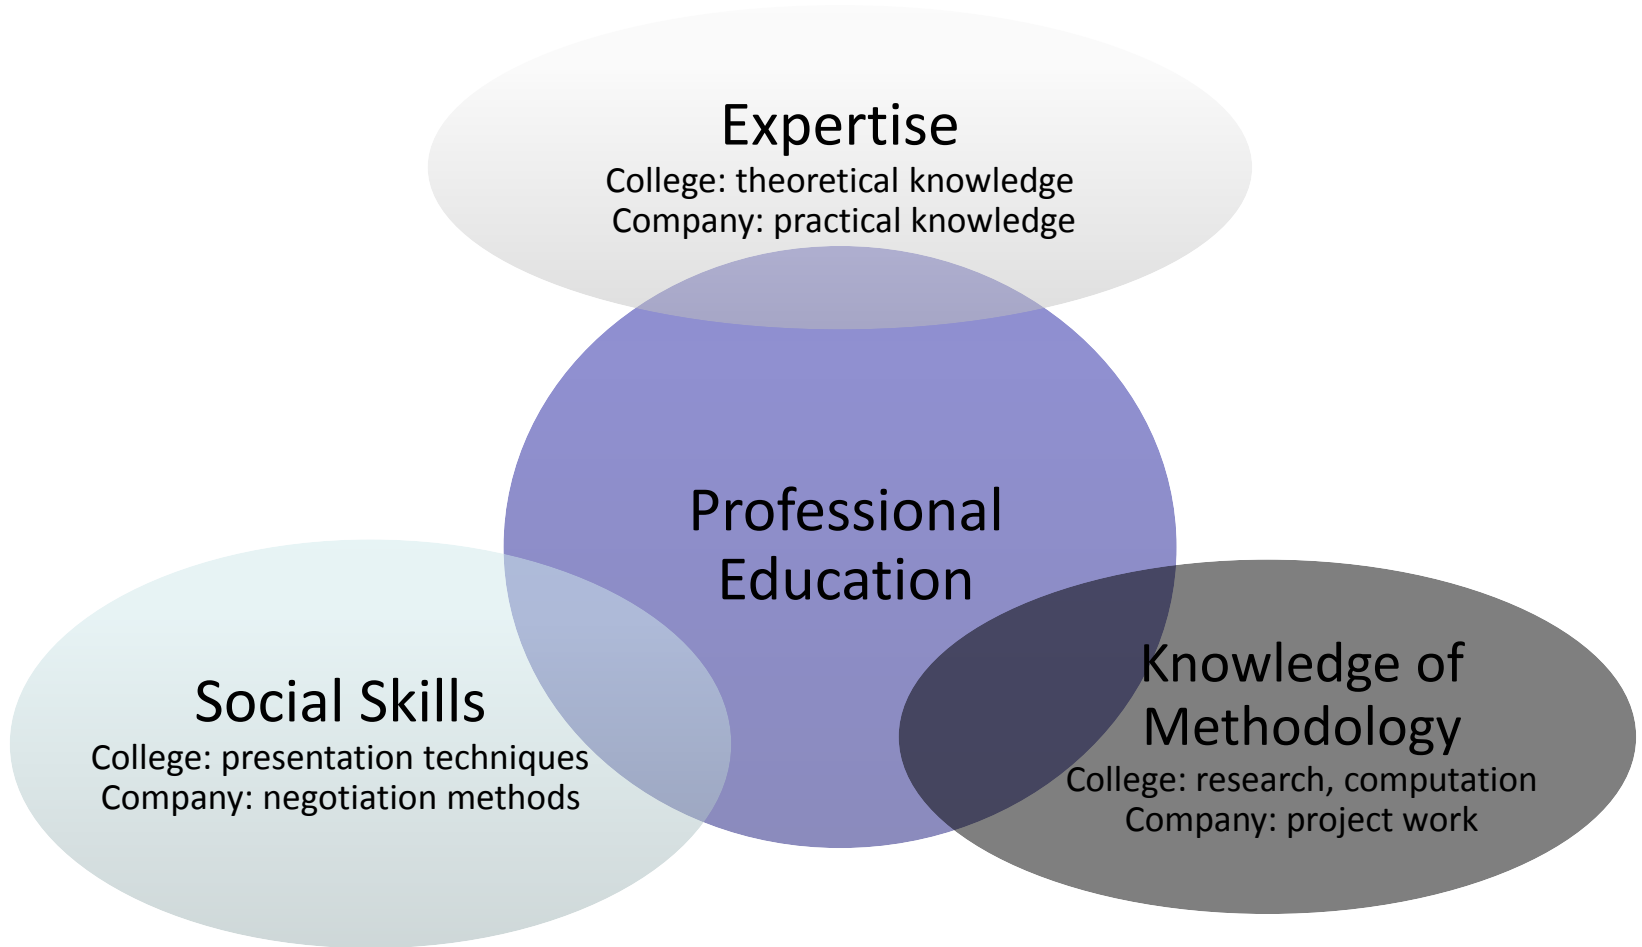 Expertise
College: theoretical knowledge
Company: practical knowledge
Professional
Education
Social Skills
College: presentation techniques
Company: negotiation methods
Knowledge of
Methodology
College: research, computation
Company: project work